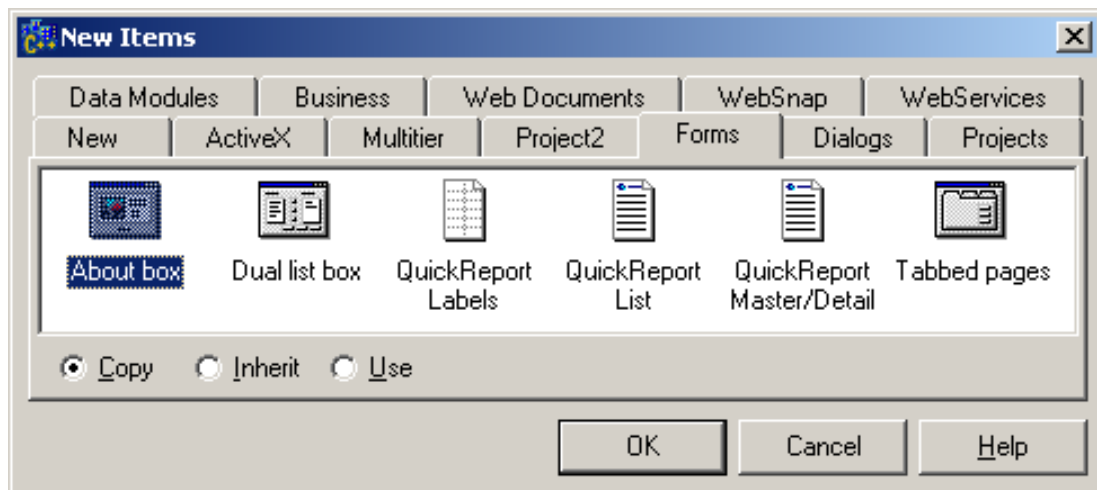 New Items
Data Modules Business Web Documents WebSnap WebServices
New ActiveX Multitier Project2 Forms Dialogs Projects
About box Dual list box QuickReport QuickReport QuickReport Tabbed pages
Labels List Master/Detail
Copy Inherit Use
OK Cancel Help